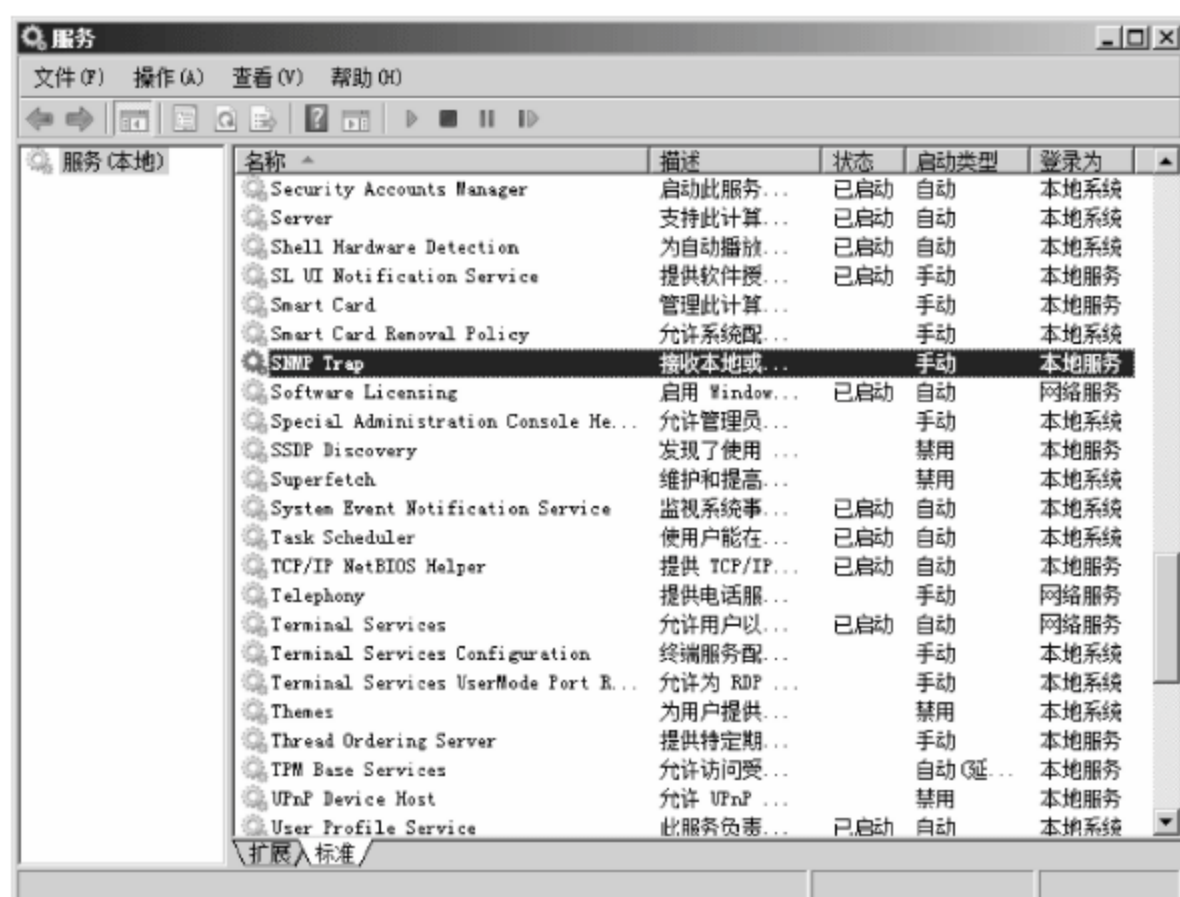 服务
文件(F) 操作(A) 查看(V) 帮助(H)
服务(本地)
名称 描述 状态 启动类型 登录为
Security Accounts Manager 启动此服务... 已启动 自动 本地系统
Server 支持此计算... 已启动 自动 本地系统
Shell Hardware Detection 为自动播放... 已启动 自动 本地系统
SL UI Notification Service 提供软件授... 已启动 手动 本地服务
Smart Card 管理此计算... 手动 本地服务
Smart Card Removal Policy 允许系统配... 手动 本地系统
SNMP Trap 接收本地或... 手动 本地服务
Software Licensing 启用 Window... 已启动 自动 网络服务
Special Administration Console He... 允许管理员... 手动 本地系统
SSDP Discovery 发现了使用 ... 禁用 本地服务
Superfetch 维护和提高... 禁用 本地系统
System Event Notification Service 监视系统事... 已启动 自动 本地系统
Task Scheduler 使用户能在... 已启动 自动 本地系统
TCP/IP NetBIOS Helper 提供 TCP/IP... 已启动 自动 本地服务
Telephony 提供电话服... 手动 网络服务
Terminal Services 允许用户以... 已启动 自动 网络服务
Terminal Services Configuration 终端服务配... 手动 本地系统
Terminal Services UserMode Port R... 允许为 RDP ... 手动 本地系统
Themes 为用户提供... 禁用 本地系统
Thread Ordering Server 提供特定期... 手动 本地服务
TPM Base Services 允许访问受... 自动(延... 本地服务
UPnP Device Host 允许 UPnP ... 禁用 本地服务
User Profile Service 此服务负责... 已启动 自动 本地系统
扩展 标准